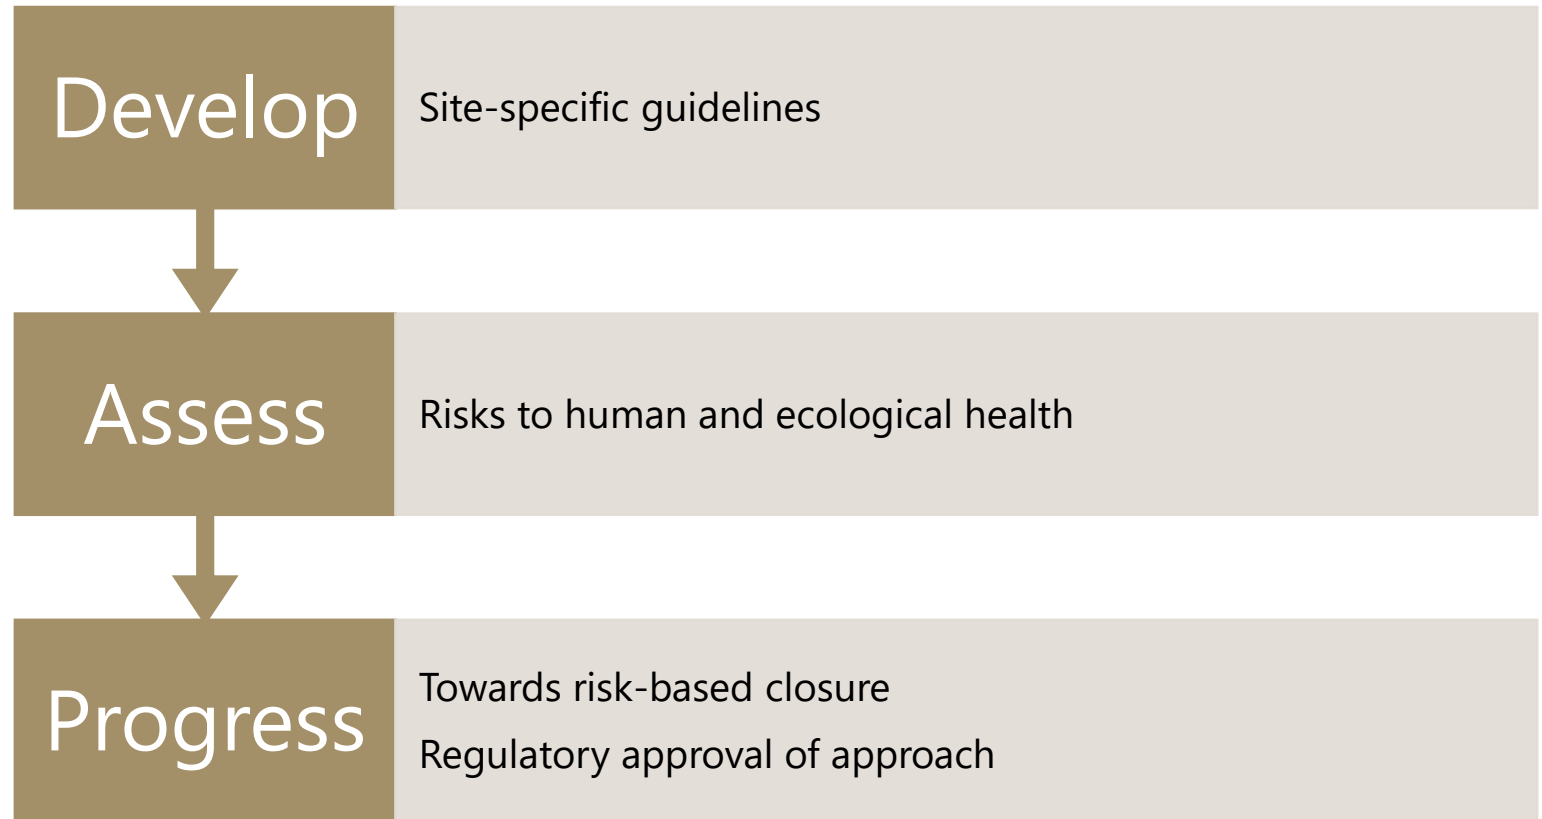 Develop
Site-specific guidelines
Assess
Risks to human and ecological health
Progress
Towards risk-based closure
Regulatory approval of approach